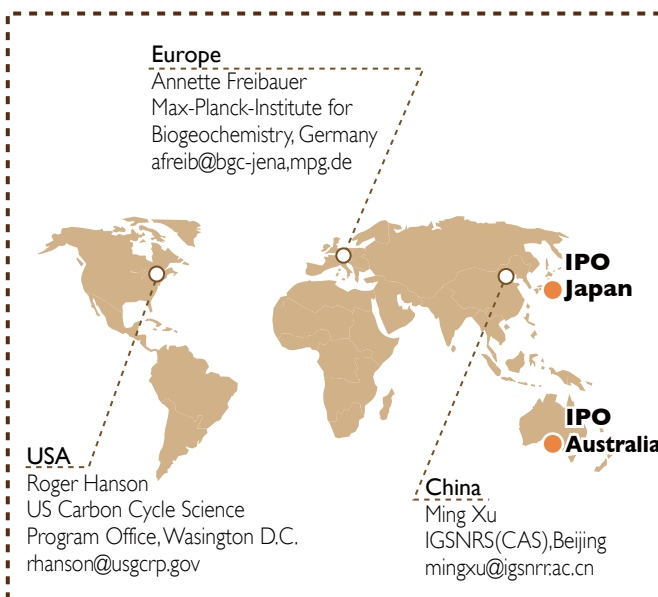 Europe
Annette Freibauer
Max-Planck-Institute for
Biogeochemistry, Germany
afreib@bgc-jena,mpg.de
IPO
Japan
IPO
Australia
USA
Roger Hanson
US Carbon Cycle Science
Program Office, Wasington D.C.
rhanson@usgcrp.gov
China
Ming Xu
IGSNRS(CAS),Beijing
mingxu@igsnrr.ac.cn